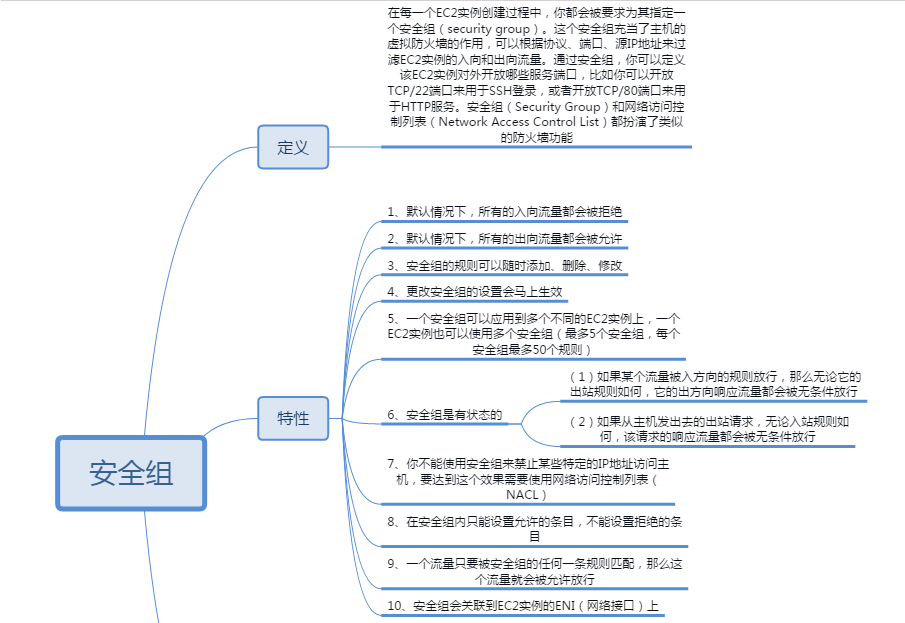 在每一个EC2实例创建过程中，你都会被要求为其指定一
个安全组（security group）。这个安全组充当了主机的
虚拟防火墙的作用，可以根据协议、端口、源IP地址来过
滤EC2实例的入向和出向流量。通过安全组，你可以定义
该EC2实例对外开放哪些服务端口，比如你可以开放
TCP/22端口来用于SSH登录，或者开放TCP/80端口来用
于HTTP服务。安全组（Security Group）和网络访问控
制列表（Network Access Control List）都扮演了类似
的防火墙功能
定义
1、默认情况下，所有的入向流量都会被拒绝
2、默认情况下，所有的出向流量都会被允许
3、安全组的规则可以随时添加、删除、修改
4、更改安全组的设置会马上生效
5、一个安全组可以应用到多个不同的EC2实例上，一个
EC2实例也可以使用多个安全组（最多5个安全组，每个
安全组最多50个规则）
（1）如果某个流量被入方向的规则放行，那么无论它的
出站规则如何，它的出方向响应流量都会被无条件放行
特性
6、安全组是有状态的
（2）如果从主机发出去的出站请求，无论入站规则如
何，该请求的响应流量都会被无条件放行
安全组
7、你不能使用安全组来禁止某些特定的IP地址访问主
机，要达到这个效果需要使用网络访问控制列表（
NACL）
8、在安全组内只能设置允许的条目，不能设置拒绝的条
目
9、一个流量只要被安全组的任何一条规则匹配，那么这
个流量就会被允许放行
10、安全组会关联到EC2实例的ENI（网络接口）上